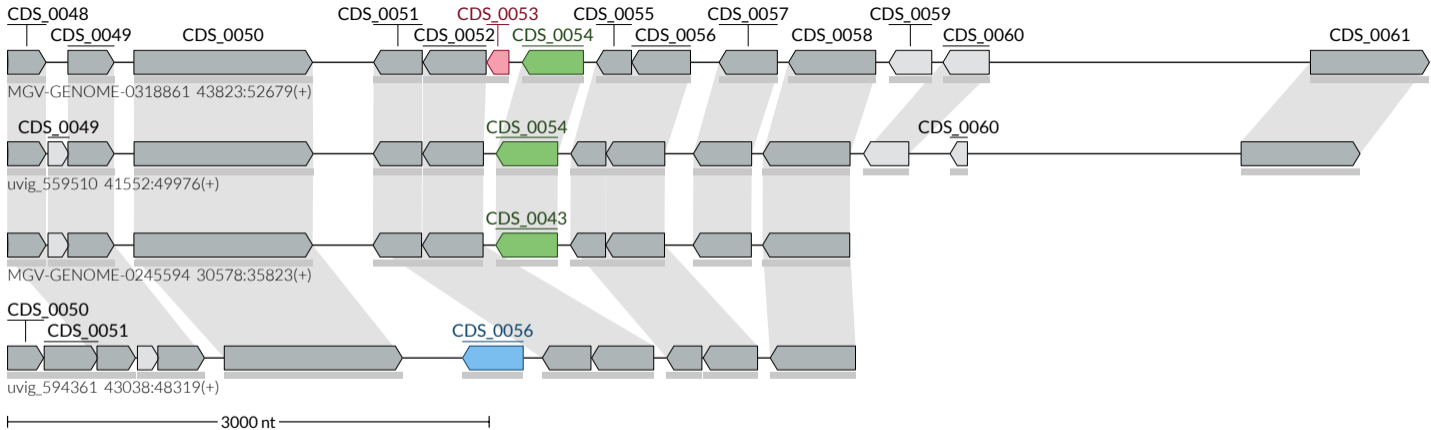 CDS_0048 CDS_0051 CDS_0053 CDS_0055 CDS_0057 CDS_0059
CDS_0049 CDS_0050 CDS_0052 CDS_0054 CDS_0056 CDS_0058 CDS_0060 CDS_0061
MGV-GENOME-0318861 43823:52679(+)
CDS_0049 CDS_0054 CDS_0060
uvig_559510 41552:49976(+)
CDS_0043
MGV-GENOME-0245594 30578:35823(+)
CDS_0050
CDS_0051 CDS_0056
uvig_594361 43038:48319(+)
3000 nt